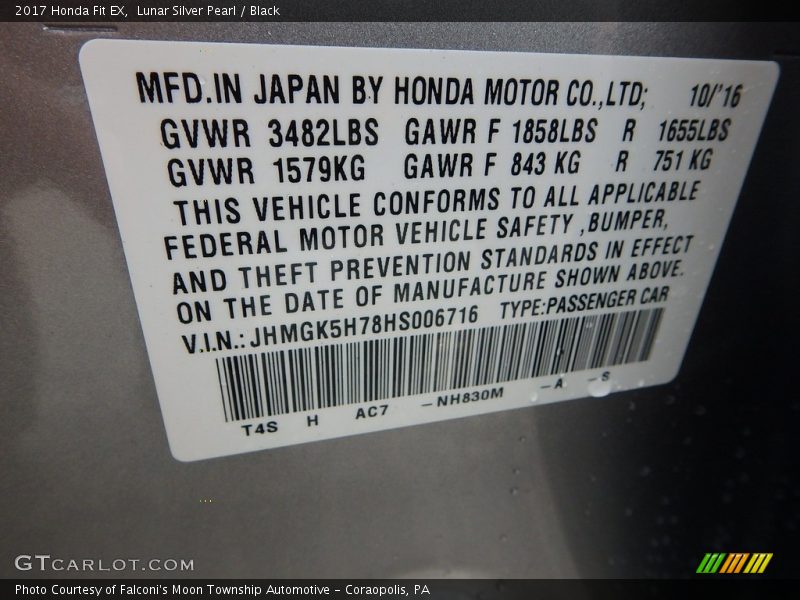 2017 Honda Fit EX,  Lunar Silver Pearl / Black
MFD.IN JAPAN BY HONDA MOTOR CO.,LTD; 10/'16
GVWR 3482LBS GAWR F 1858LBS R 1655LBS
GVWR 1579KG GAWR F 843 KG R 751 KG
THIS VEHICLE CONFORMS TO ALL APPLICABLE
FEDERAL MOTOR VEHICLE SAFETY ,BUMPER,
AND THEFT PREVENTION STANDARDS IN EFFECT
ON THE DATE OF MANUFACTURE SHOWN ABOVE.
V.I.N.: JHMGK5H78HS006716 TYPE:PASSENGER CAR
T4S H AC7 -NH830M -A -S
GTCARLOT.COM
Photo Courtesy of Falconi's Moon Township Automotive - Coraopolis, PA